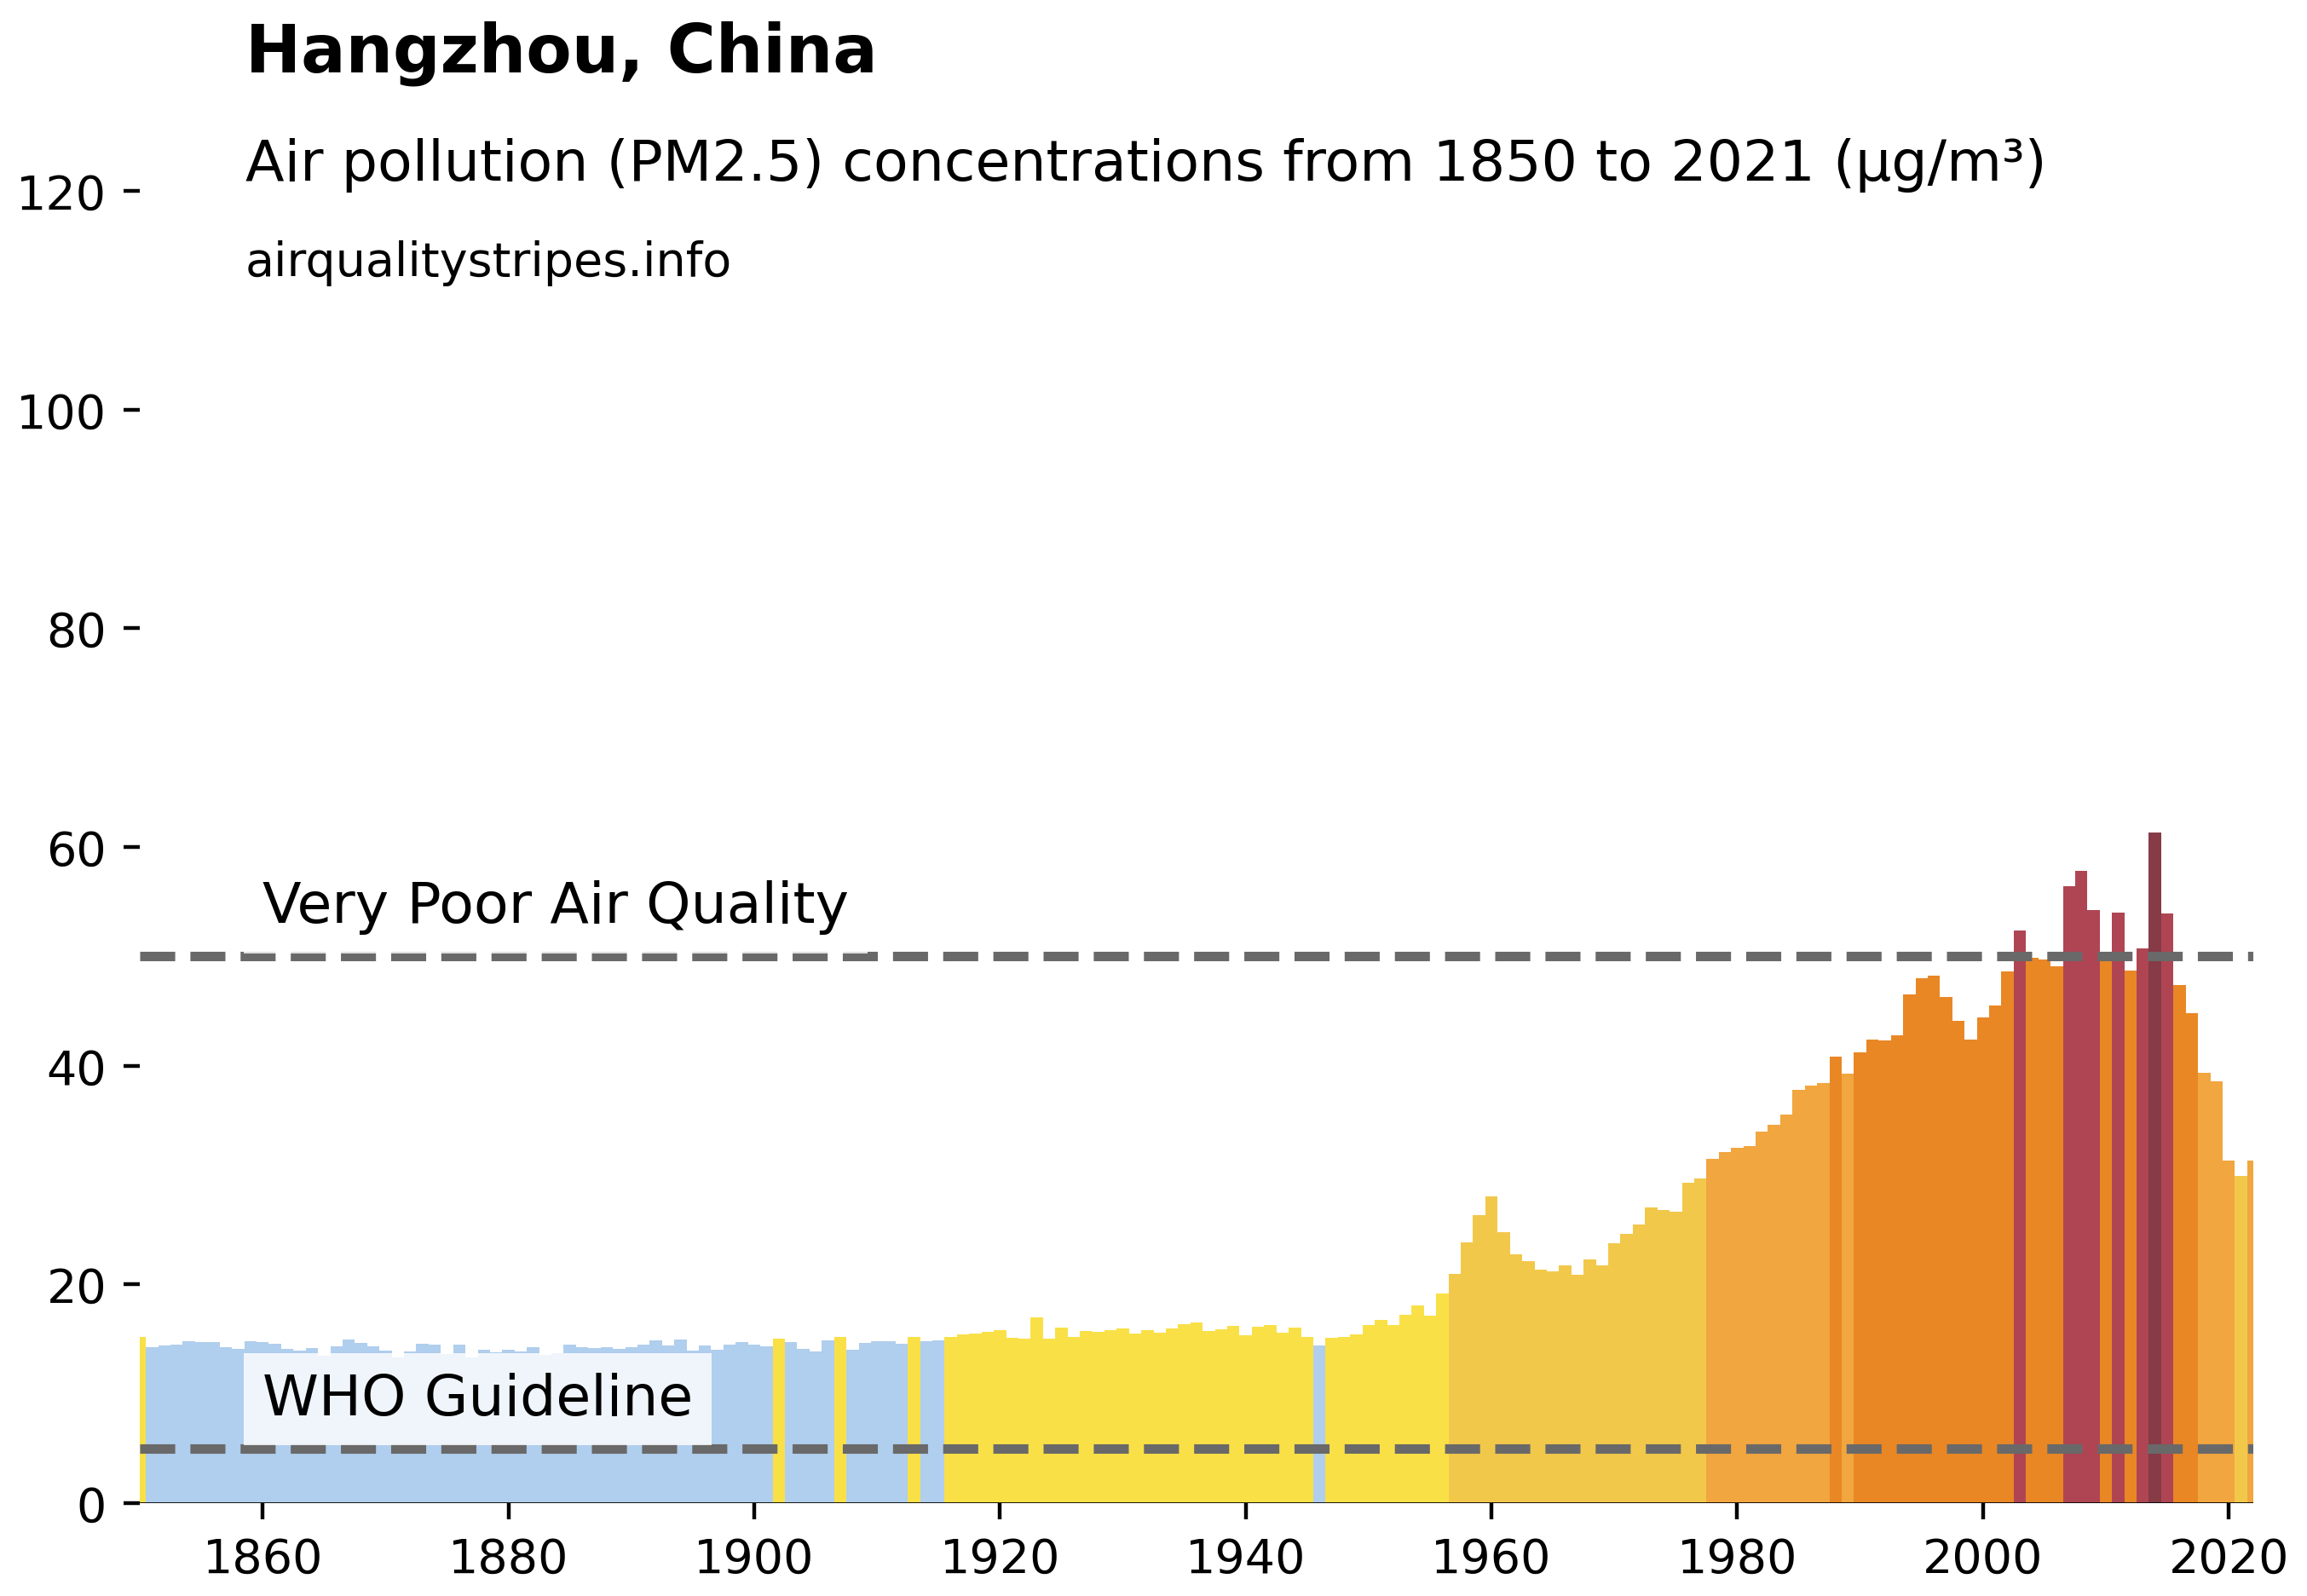 Hangzhou, China
Air pollution (PM2.5) concentrations from 1850 to 2021 (µg/m³)
airqualitystripes.info
120
100
80
60
40
20
0
Very Poor Air Quality
WHO Guideline
1860 1880 1900 1920 1940 1960 1980 2000 2020